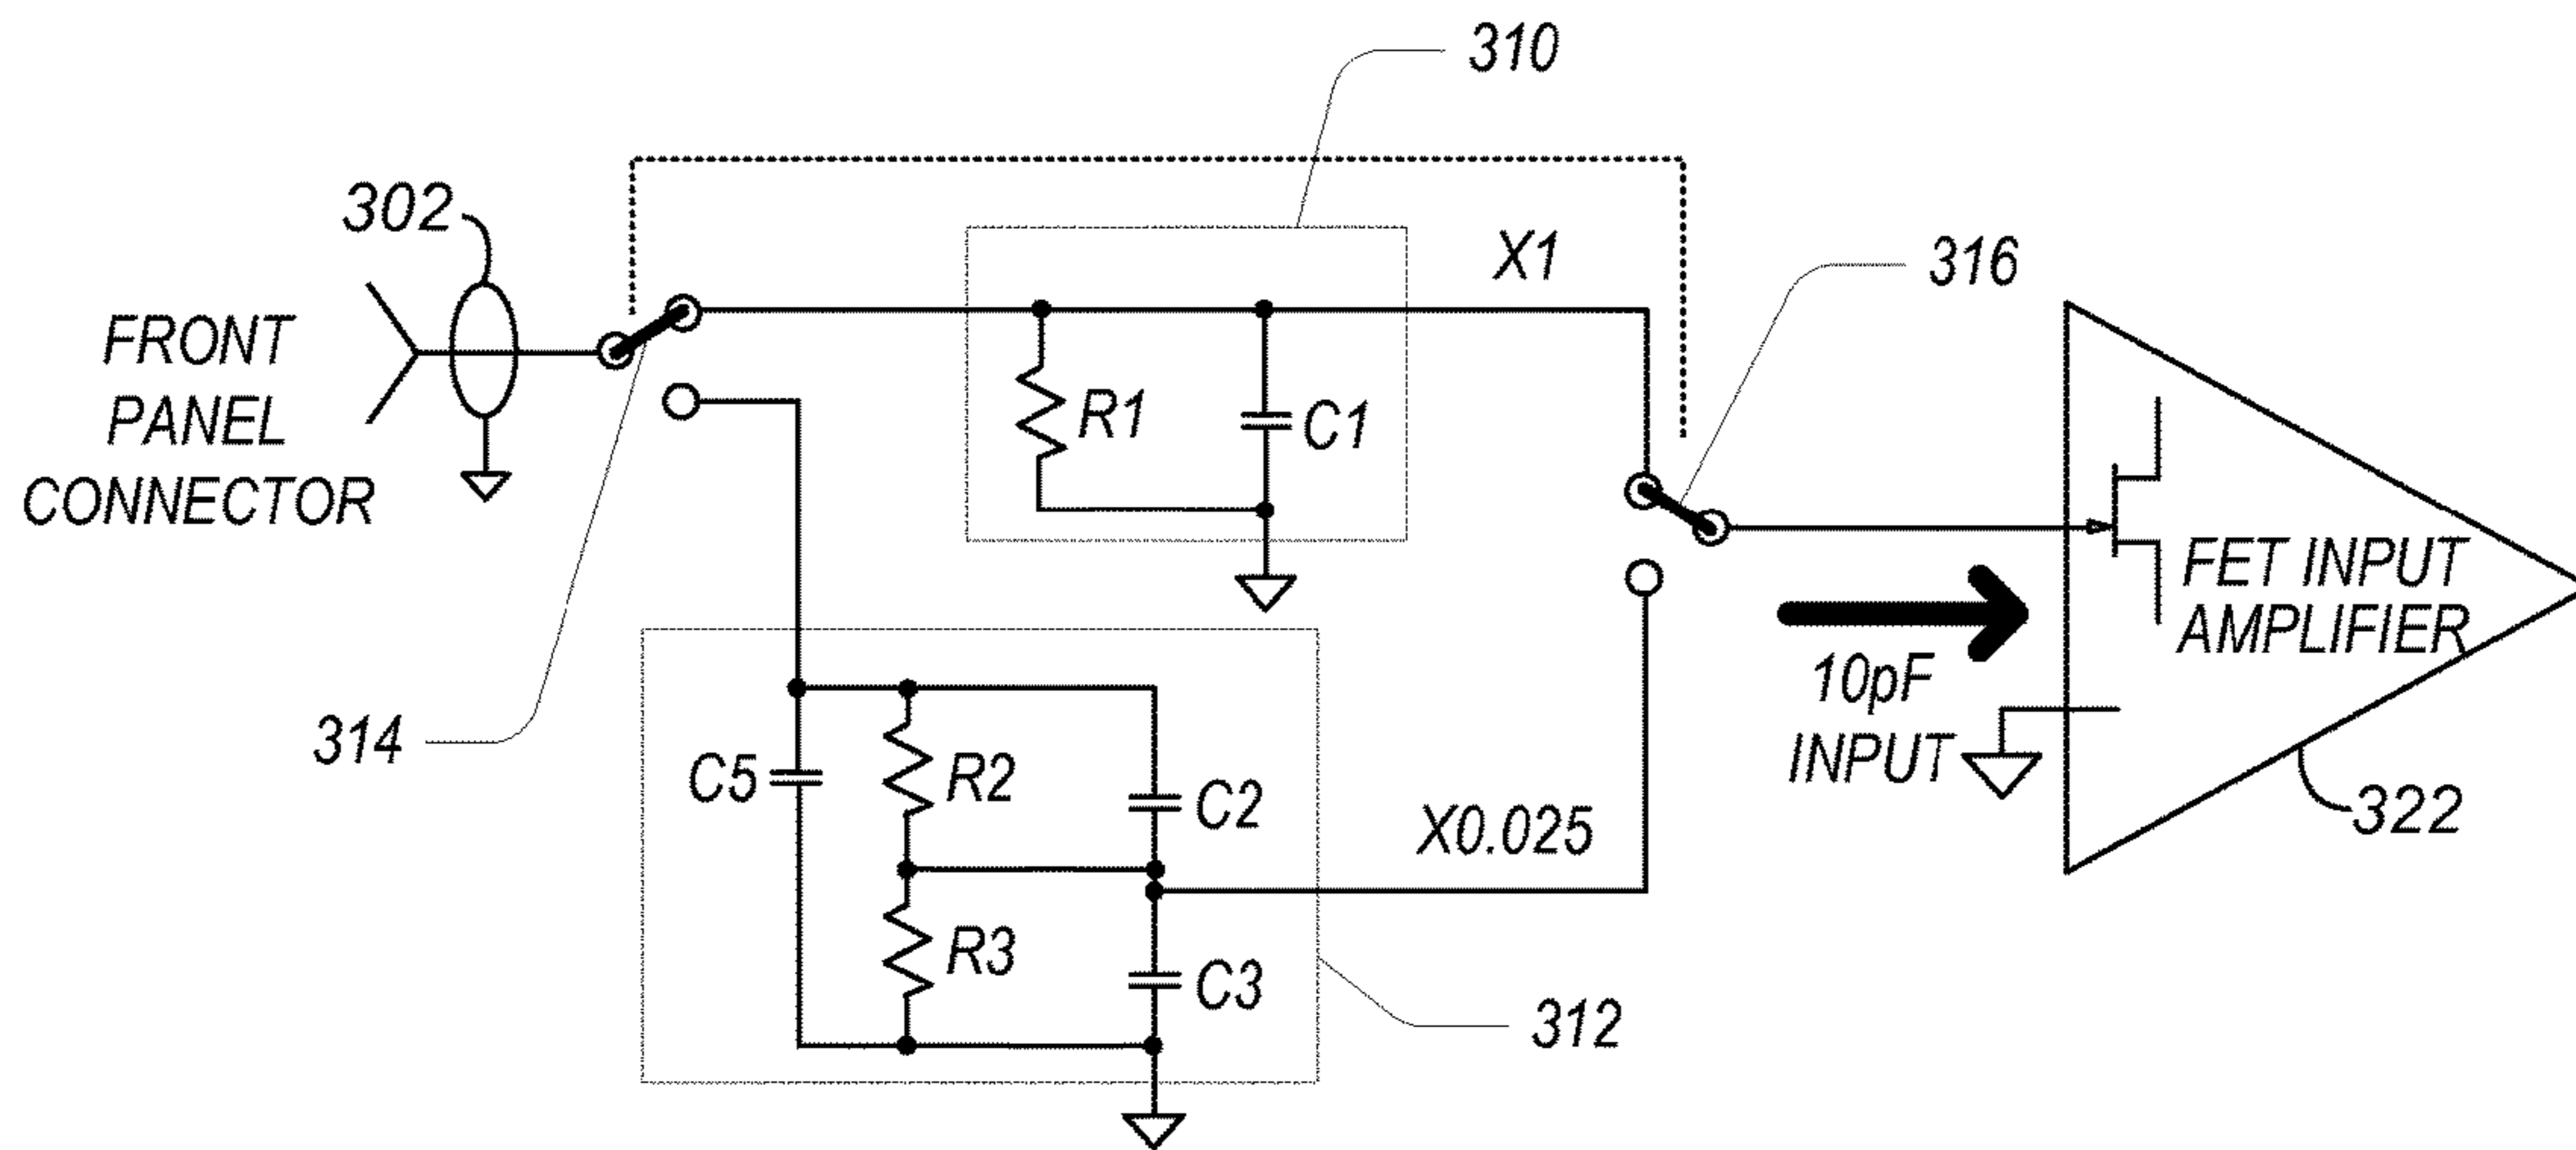 310
302
X1
316
FRONT
PANEL
CONNECTOR
R1
C1
FET INPUT
AMPLIFIER
10pF
INPUT
314
C5
R2
C2
X0.025
322
R3
C3
312